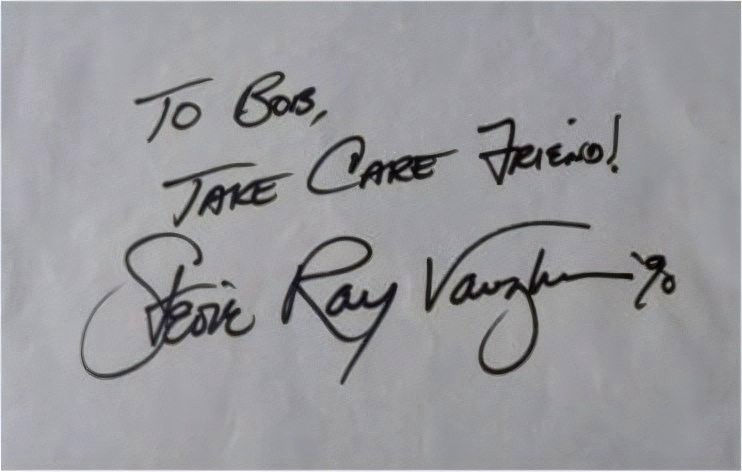 To Bob,
Take Care Friend!
Stevie Ray Vaughan '90